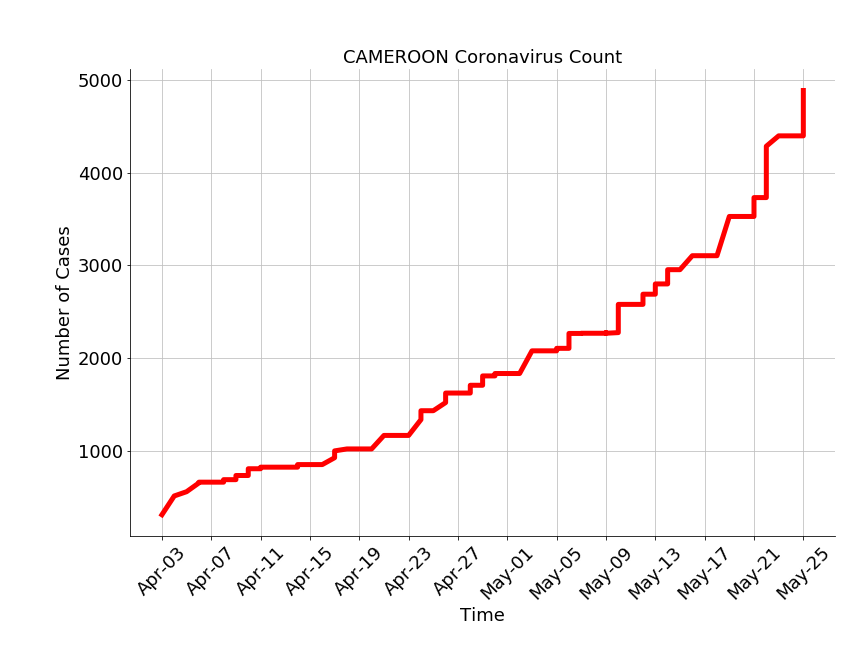 CAMEROON Coronavirus Count
Number of Cases
5000
4000
3000
2000
1000
Apr-03
Apr-07
Apr-11
Apr-15
Apr-19
Apr-23
Apr-27
May-01
May-05
May-09
May-13
May-17
May-21
May-25
Time